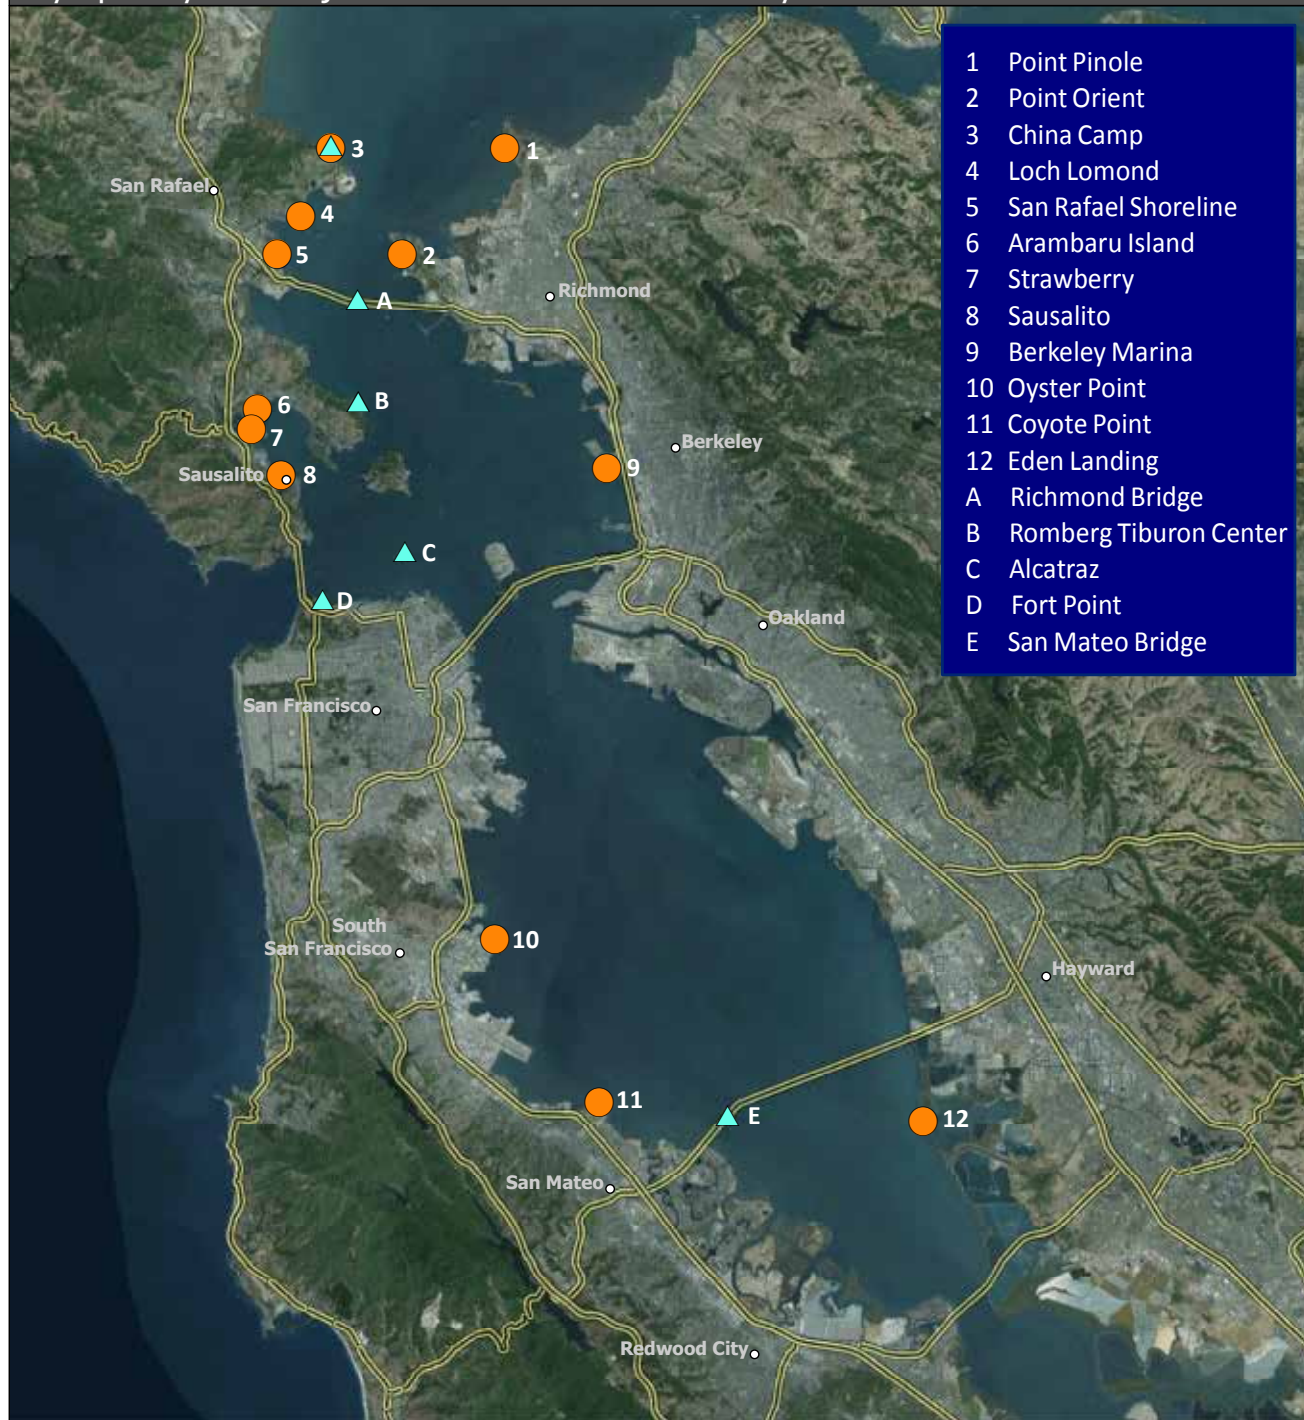 1 Point Pinole
2 Point Orient
3 China Camp
4 Loch Lomond
5 San Rafael Shoreline
6 Arambaru Island
7 Strawberry
8 Sausalito
9 Berkeley Marina
10 Oyster Point
11 Coyote Point
12 Eden Landing
A Richmond Bridge
B Romberg Tiburon Center
C Alcatraz
D Fort Point
E San Mateo Bridge
3
1
San Rafael
4
5
2
Richmond
A
B
6
7
Berkeley
Sausalito
8
9
C
D
Oakland
San Francisco
South
San Francisco
10
Hayward
11
E
12
San Mateo
Redwood City